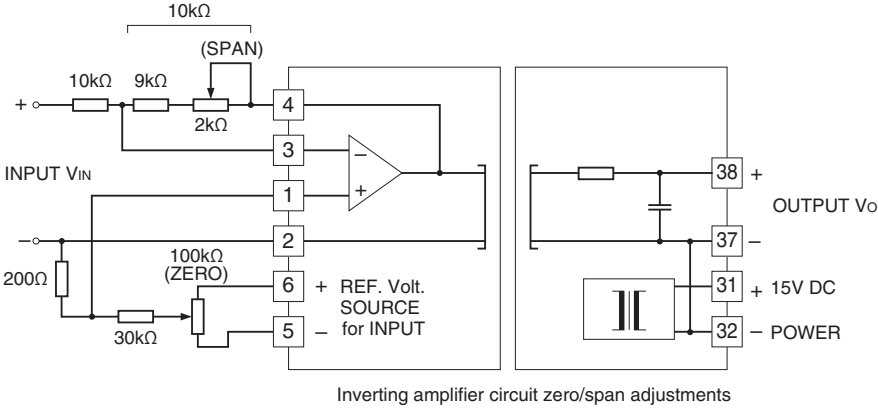 10kΩ
(SPAN)
10kΩ 9kΩ
+ 4
2kΩ
3 −
INPUT VIN 38 +
1 +
OUTPUT VO
− 2 37 −
100kΩ
(ZERO)
200Ω
6 + REF. Volt. 31 + 15V DC
SOURCE
5 − for INPUT 32 − POWER
30kΩ
Inverting amplifier circuit zero/span adjustments